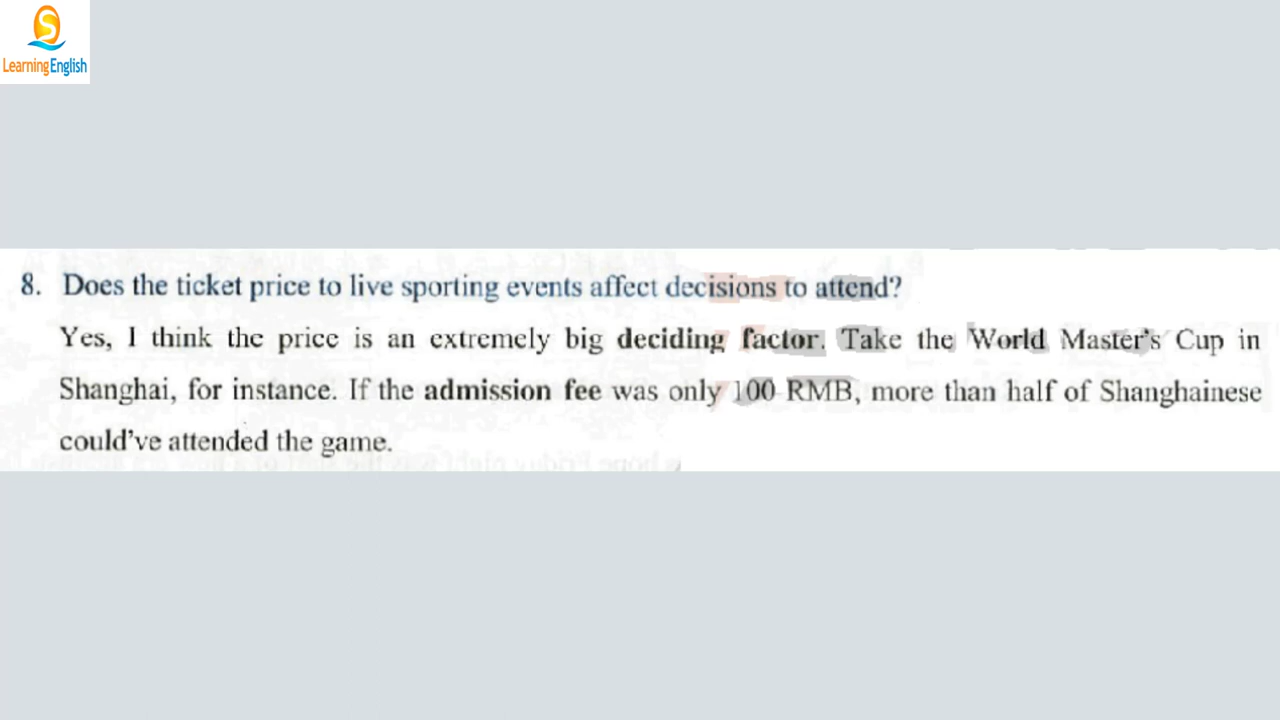 LearningEnglish
8. Does the ticket price to live sporting events affect decisions to attend?
Yes, I think the price is an extremely big deciding factor. Take the World Master's Cup in
Shanghai, for instance. If the admission fee was only 100 RMB, more than half of Shanghainese
could've attended the game.